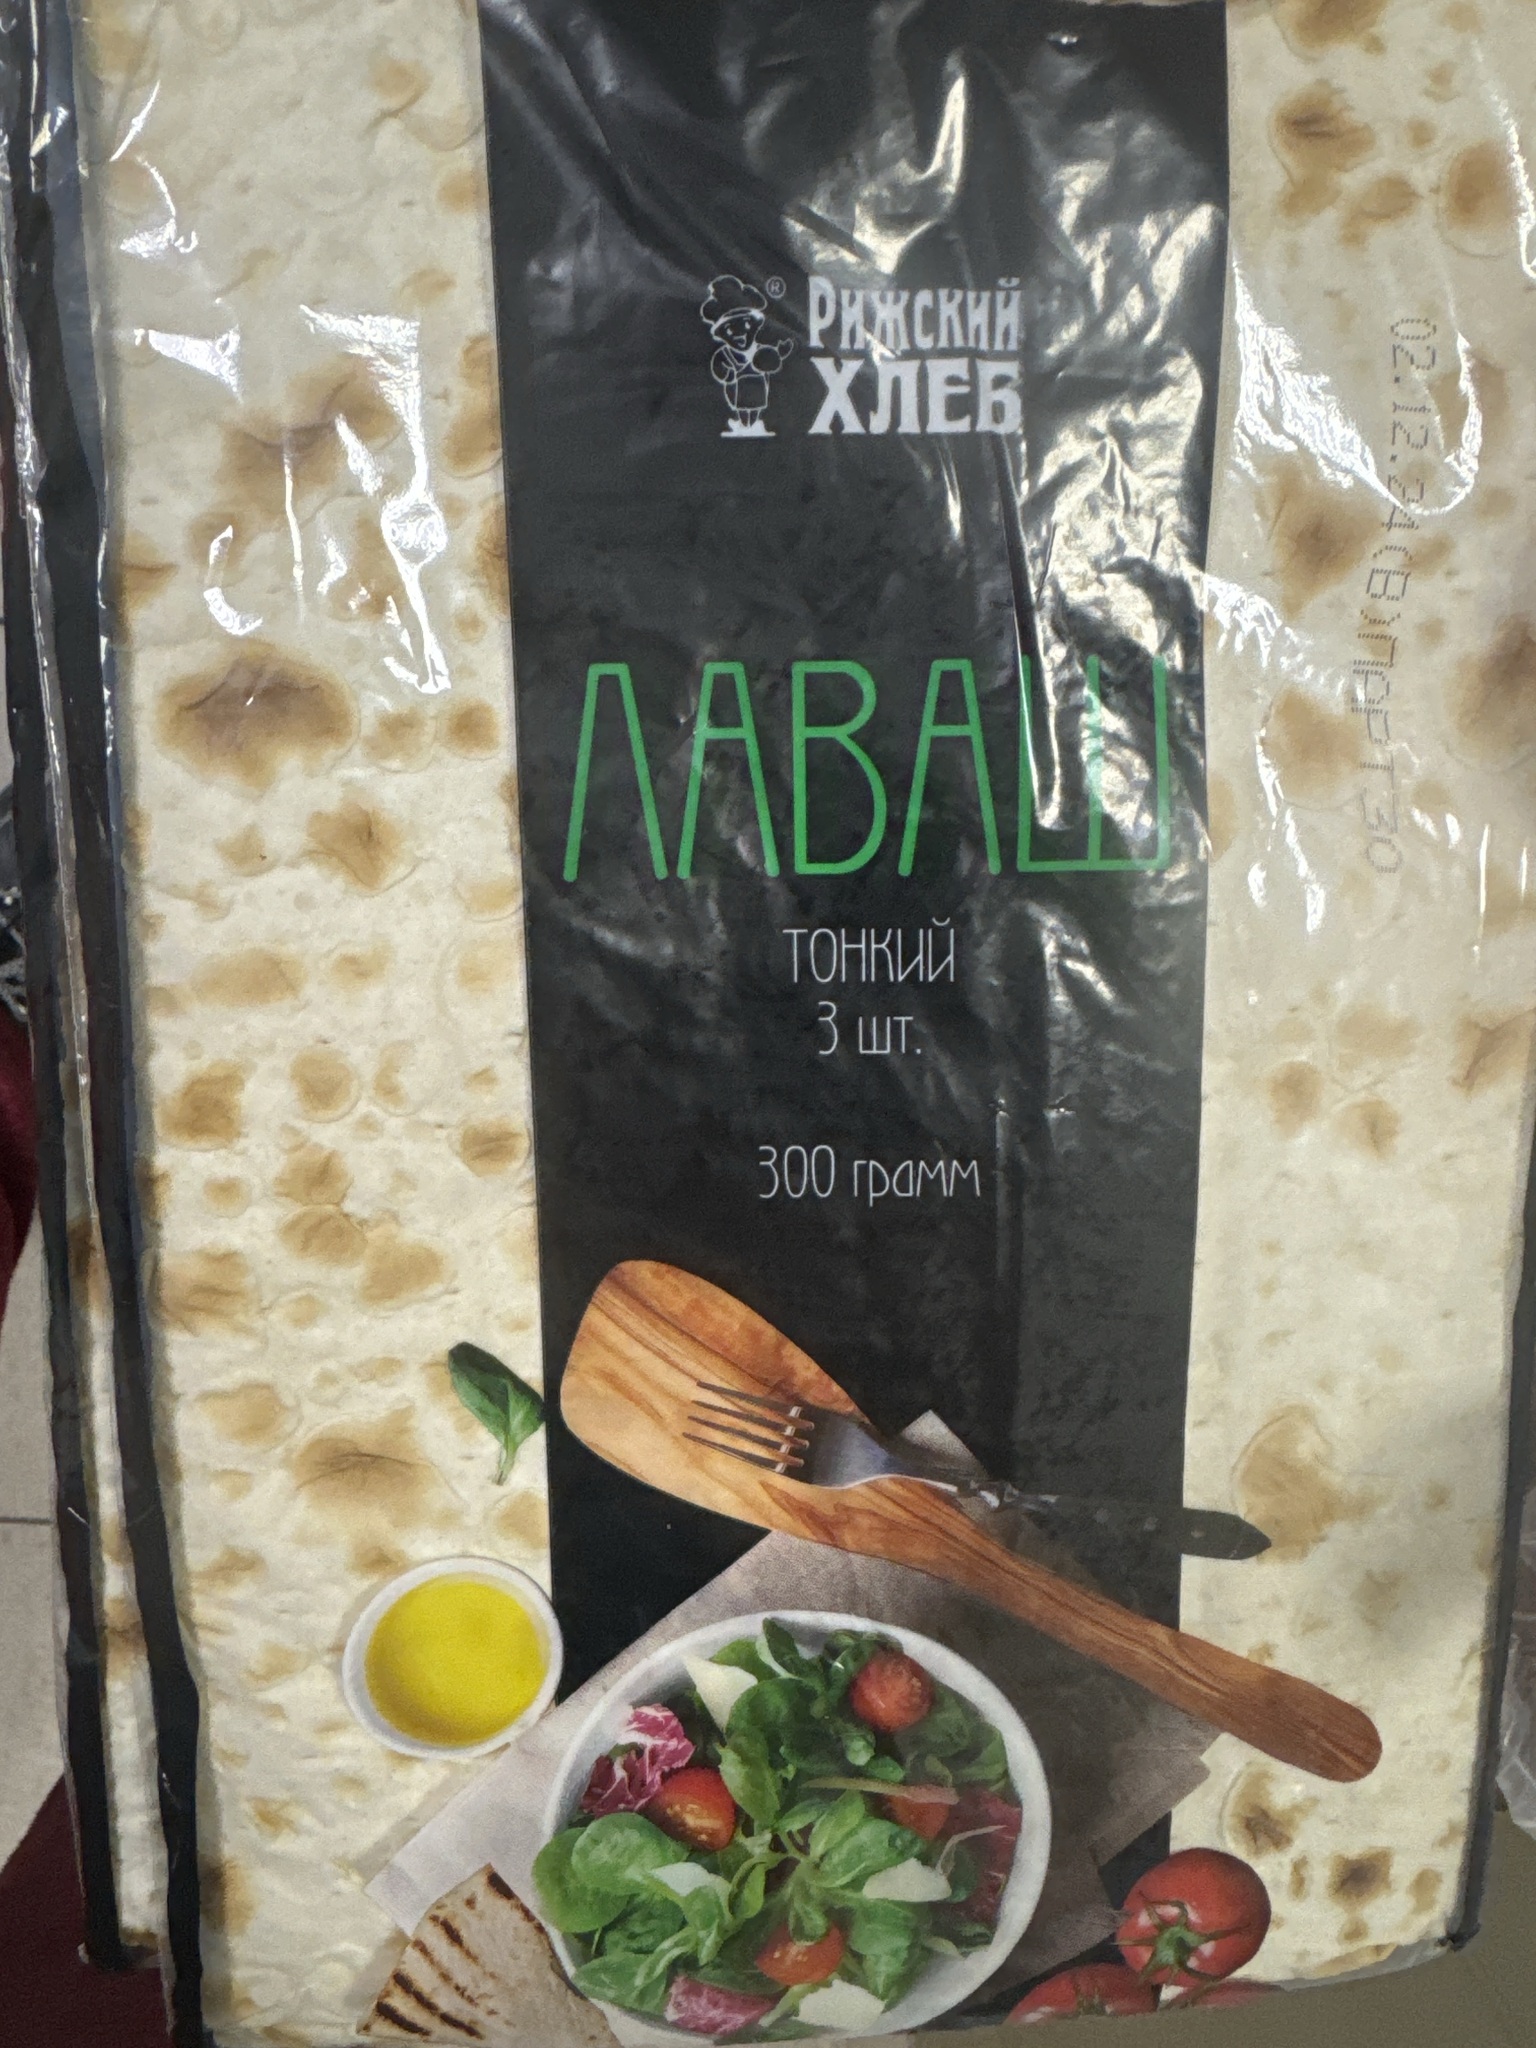 ®
Рижский
ХЛЕБ
ЛАВАШ
ТОНКИЙ
3 шт.
300 грамм